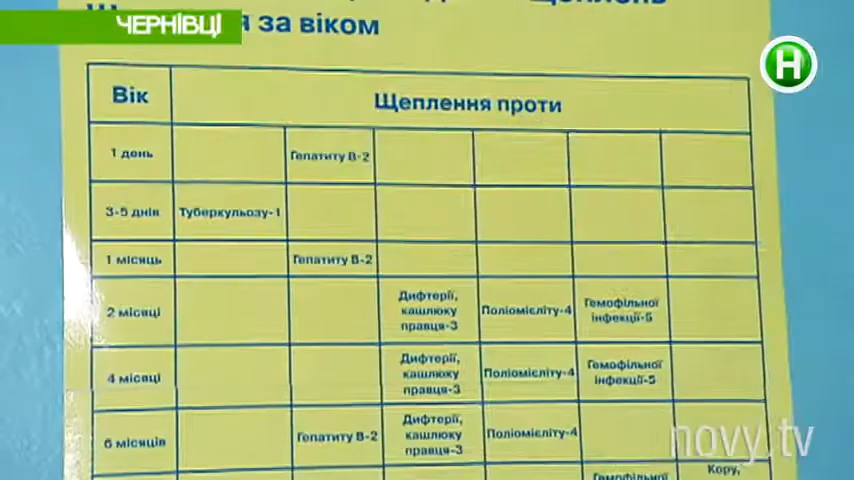 ЧЕРНІВЦІ
за віком
Н
Вік Щеплення проти
1 день Гепатиту В-2
3-5 днів Туберкульозу-1
1 місяць Гепатиту В-2
2 місяці Дифтерії, кашлюку правця-3 Поліомієліту-4 Гемофільної інфекції-5
4 місяці Дифтерії, кашлюку правця-3 Поліомієліту-4 Гемофільної інфекції-5
6 місяців Гепатиту В-2 Дифтерії, кашлюку правця-3 Поліомієліту-4
Гемофільної Кору,
novy.tv